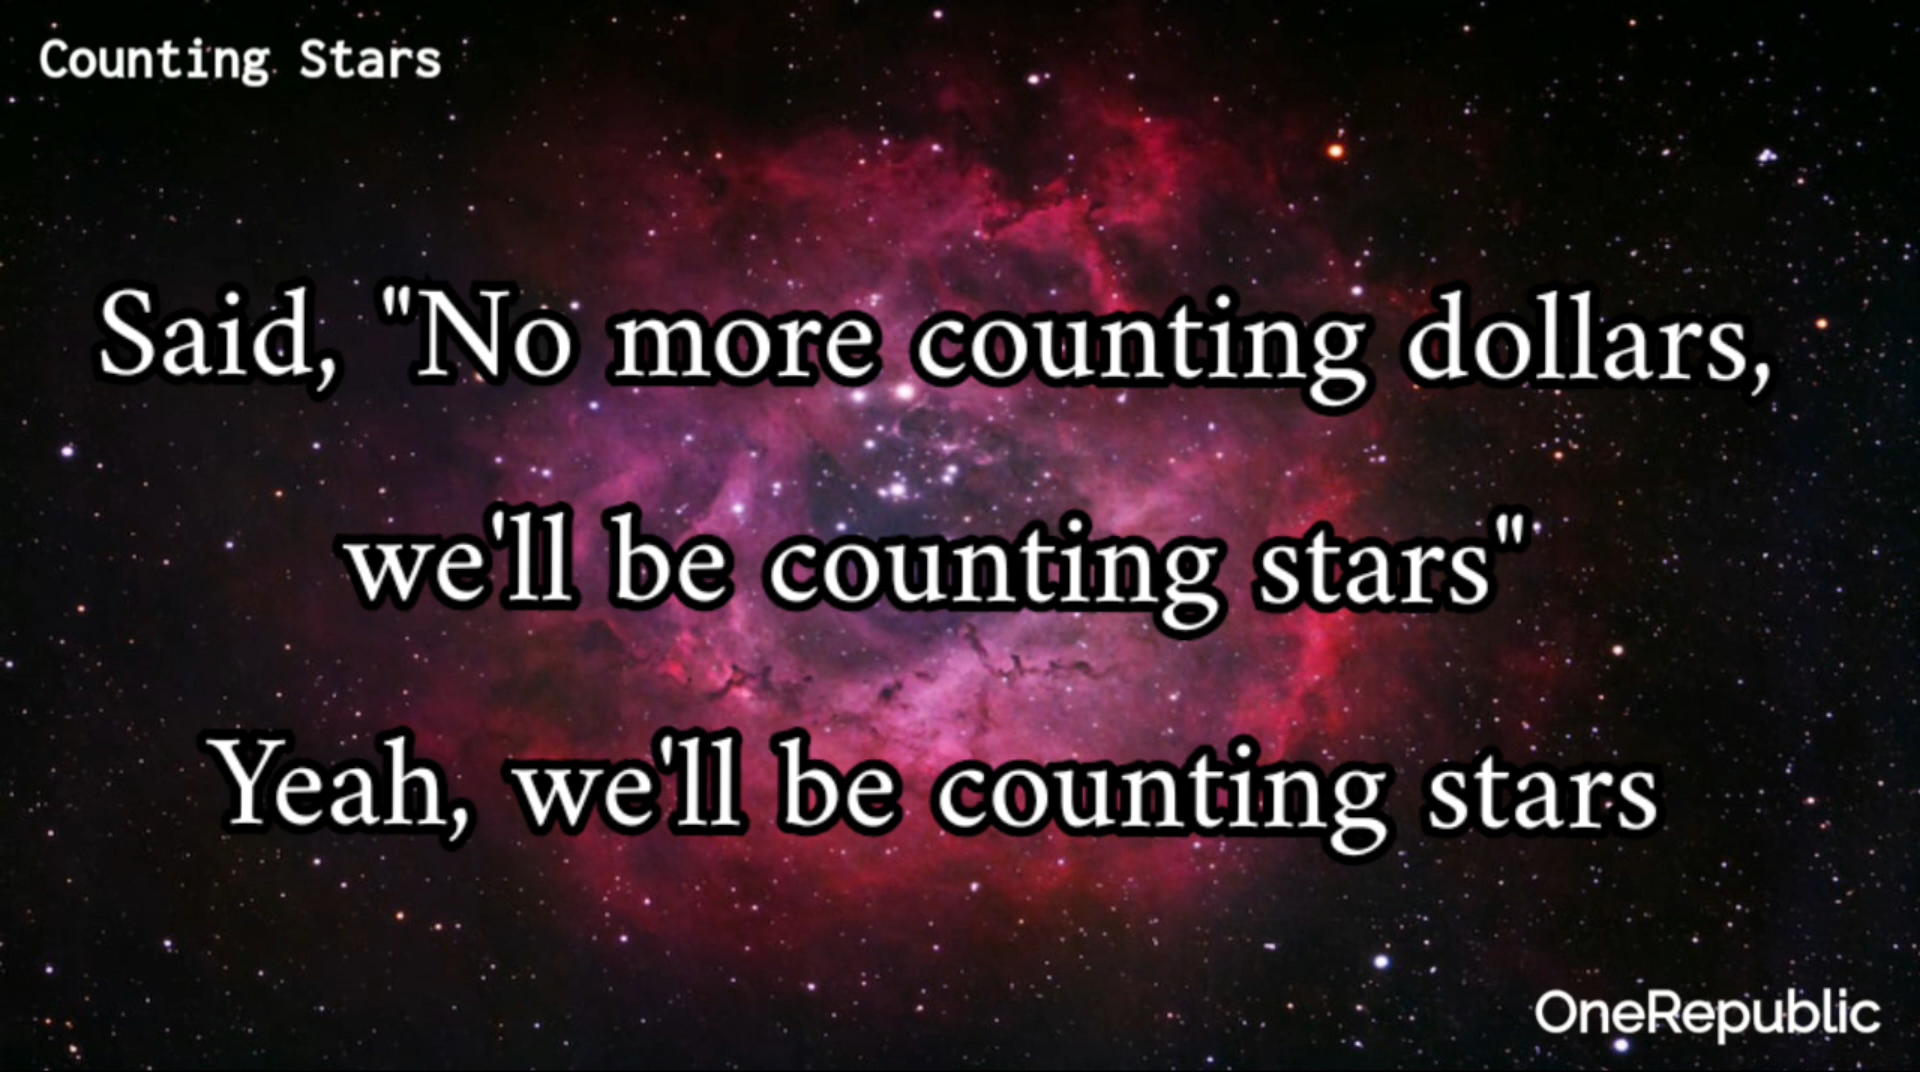 Counting Stars
Said, "No more counting dollars,
we'll be counting stars"
Yeah, we'll be counting stars
OneRepublic